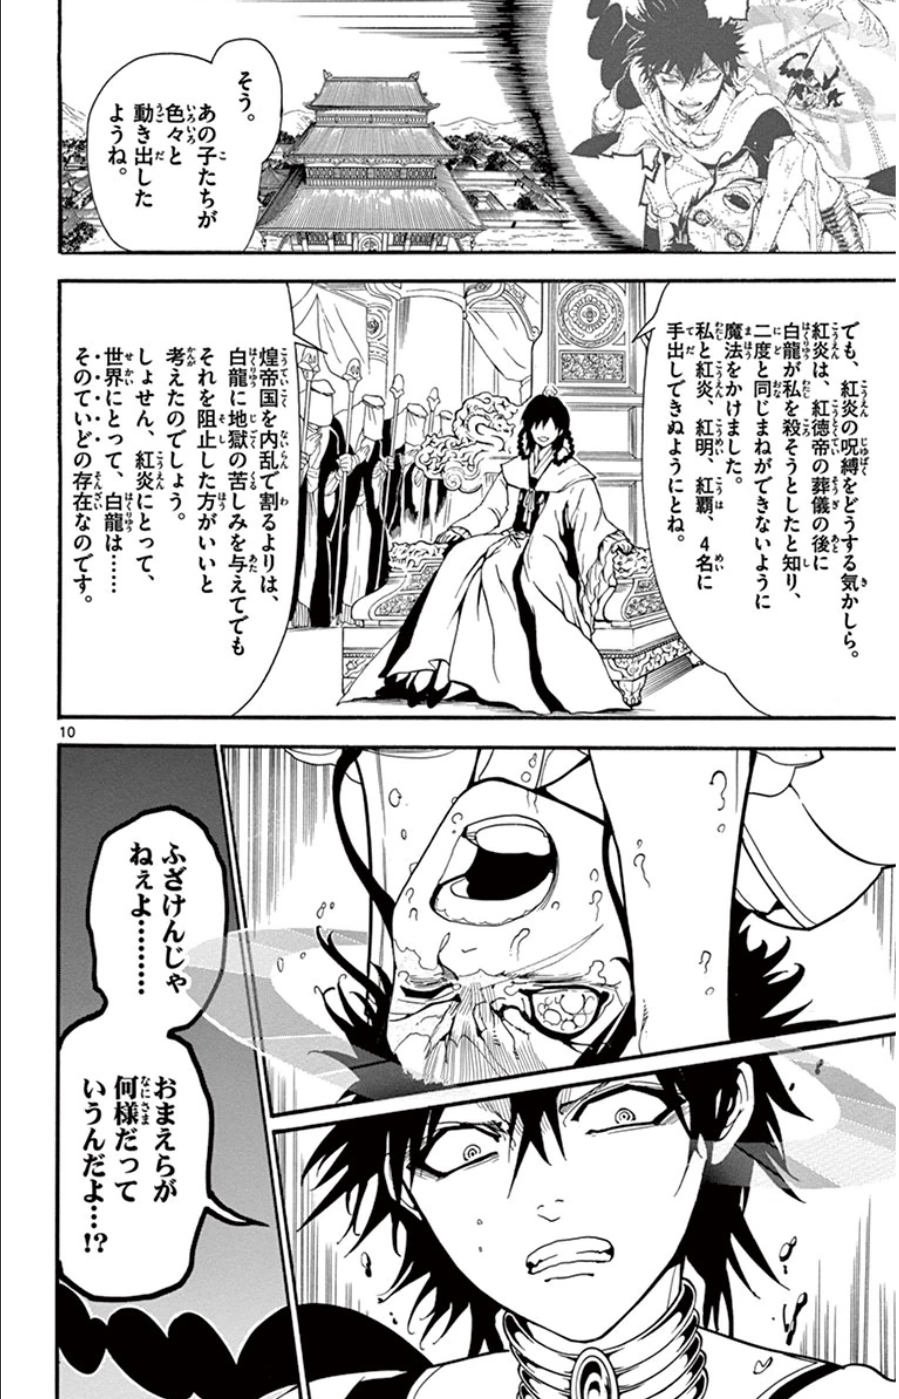 そう。
あの子たちが
色々と
動き出した
ようね。
でも、紅炎の呪縛をどうする気かしら。
紅炎は、紅徳帝の葬儀の後に
白龍が私を殺そうとしたと知り、
二度と同じまねができないように
魔法をかけました。
私と紅炎、紅明、紅覇、4名に
手出しできぬようにとね。
煌帝国を内乱で割るよりは、
白龍に地獄の苦しみを与えてでも
それを阻止した方がいいと
考えたのでしょう。
しょせん、紅炎にとって、
世界にとって、白龍は……
そのていどの存在なのです。
10
ふざけんじゃ
ねぇよ………
おまえらが
何様だって
いうんだよ…!?